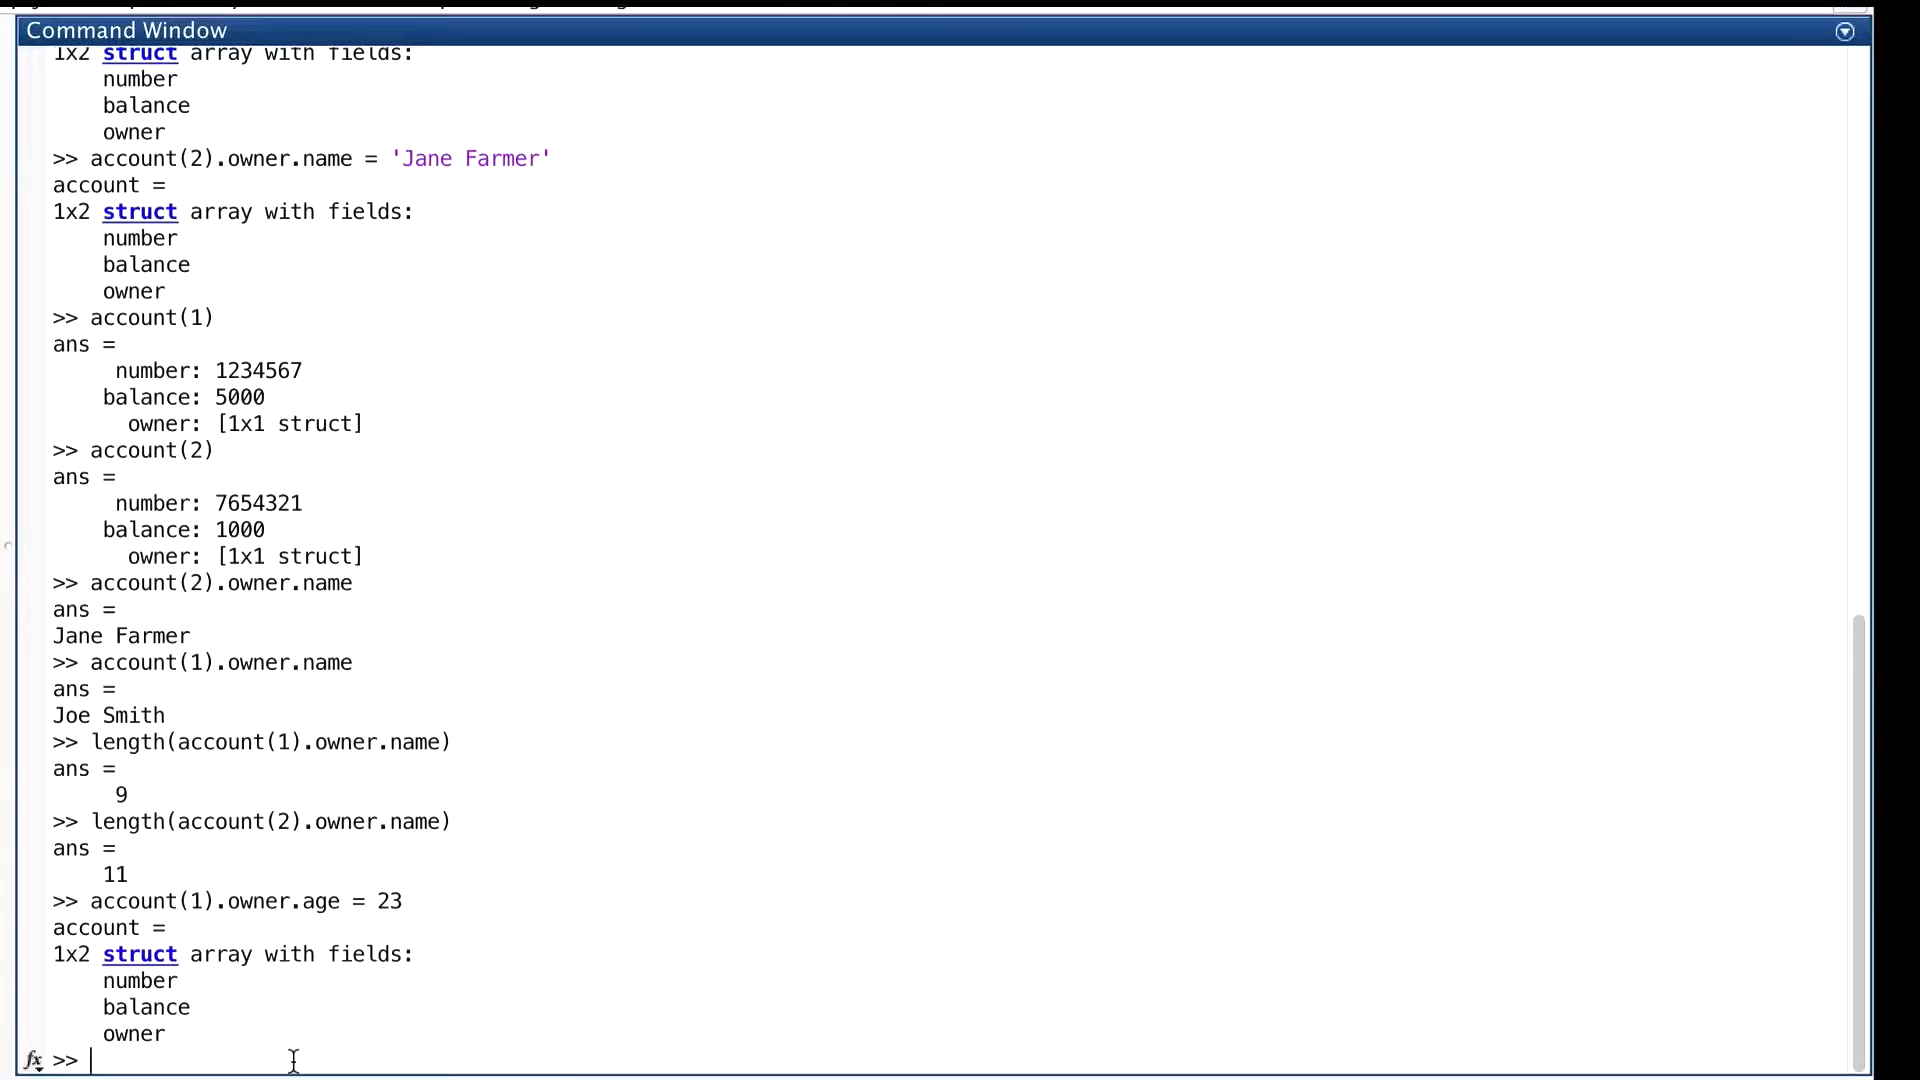 Command Window
1x2 struct array with fields:
number
balance
owner
>> account(2).owner.name = 'Jane Farmer'
account =
1x2 struct array with fields:
number
balance
owner
>> account(1)
ans =
number: 1234567
balance: 5000
owner: [1x1 struct]
>> account(2)
ans =
number: 7654321
balance: 1000
owner: [1x1 struct]
>> account(2).owner.name
ans =
Jane Farmer
>> account(1).owner.name
ans =
Joe Smith
>> length(account(1).owner.name)
ans =
9
>> length(account(2).owner.name)
ans =
11
>> account(1).owner.age = 23
account =
1x2 struct array with fields:
number
balance
owner
fx >>